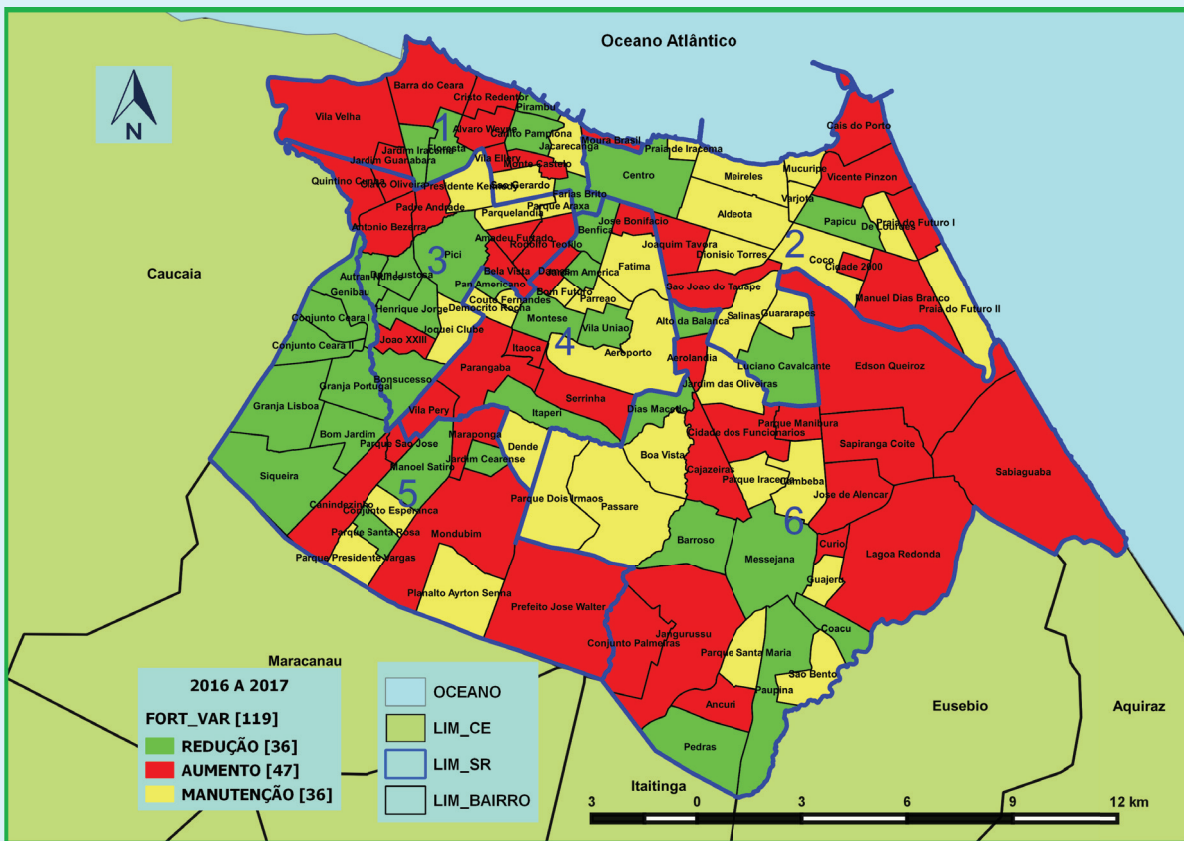 Oceano Atlântico
N
Barra do Ceara
Cristo Redentor
Pirambu
Vila Velha
1
Alvaro Weyne
Carlito Pamplona
Floresta
Jardim Iracema
Jacarecanga
Moura Brasil
Cais do Porto
Jardim Guanabara
Vila Ellery
Monte Castelo
Praia de Iracema
Mucuripe
Vicente Pinzon
Quintino Cunha
Olavo Oliveira
Presidente Kennedy
Sao Gerardo
Farias Brito
Centro
Meireles
Varjota
Padre Andrade
Parque Araxa
Parquelandia
Aldeota
Papicu
De Lourdes
Praia do Futuro I
Antonio Bezerra
Jose Bonifacio
Benfica
Amadeu Furtado
Rodolfo Teofilo
Joaquim Tavora
Dionisio Torres
2
Coco
Cidade 2000
Pici
3
Caucaia
Autran Nunes
Dom Lustosa
Bela Vista
Damas
Jardim America
Fatima
Genibau
Pan Americano
Bom Futuro
Sao Joao do Tauape
Manuel Dias Branco
Praia do Futuro II
Henrique Jorge
Couto Fernandes
Democrito Rocha
Parreao
Conjunto Ceara I
Montese
Vila Uniao
Alto da Balanca
Salinas
Guararapes
Joquei Clube
Joao XXIII
Conjunto Ceara II
Itaoca
4
Aeroporto
Aerolandia
Luciano Cavalcante
Edson Queiroz
Parangaba
Bonsucesso
Granja Portugal
Jardim das Oliveiras
Serrinha
Granja Lisboa
Vila Pery
Itaperi
Dias Macedo
Bom Jardim
Parque Sao Jose
Maraponga
Cidade dos Funcionarios
Parque Manibura
Dende
Boa Vista
Sapiranga Coite
Siqueira
Manoel Satiro
Jardim Cearense
Cajazeiras
Parque Iracema
Cambeba
Sabiaguaba
5
Parque Dois Irmaos
Passare
Jose de Alencar
Canindezinho
Conjunto Esperanca
6
Parque Santa Rosa
Mondubim
Barroso
Curio
Messejana
Lagoa Redonda
Parque Presidente Vargas
Guajeru
Planalto Ayrton Senna
Prefeito Jose Walter
Coacu
Conjunto Palmeiras
Jangurussu
Parque Santa Maria
Maracanau
Sao Bento
Paupina
Ancuri
Eusebio
Aquiraz
Pedras
Itaitinga
2016 A 2017
FORT_VAR [119]
REDUÇÃO [36]
AUMENTO [47]
MANUTENÇÃO [36]
OCEANO
LIM_CE
LIM_SR
LIM_BAIRRO
3 0 3 6 9 12 km